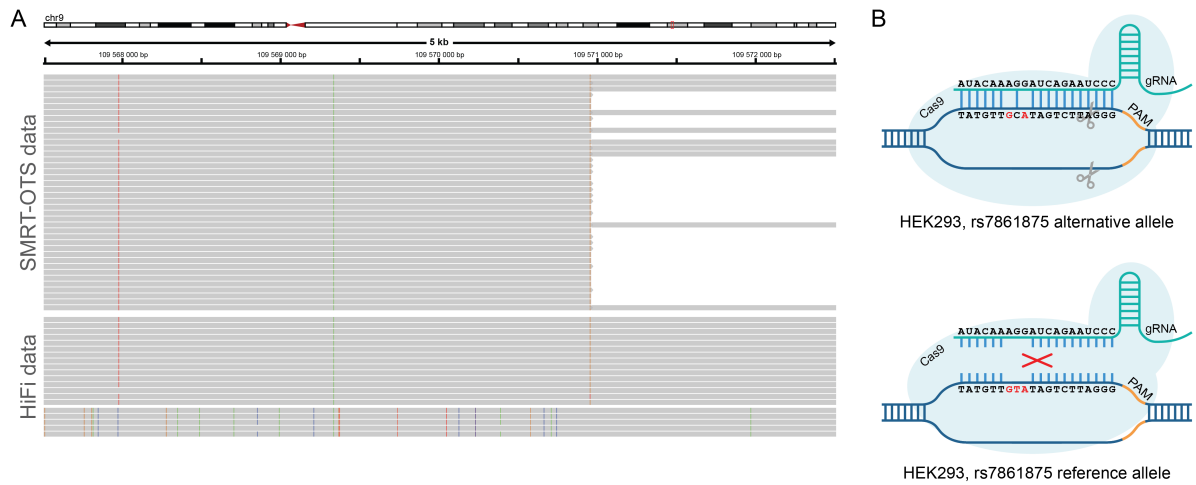 A
chr9
5 kb
109 568 000 bp
109 569 000 bp
109 570 000 bp
109 571 000 bp
109 572 000 bp
SMRT-OTS data
HiFi data
B
AUACAAAGGAUCAGAAUCCC
gRNA
Cas9
TATGTTGCATAGTCTTAGGG
PAM
HEK293, rs7861875 alternative allele
AUACAAAGGAUCAGAAUCCC
gRNA
Cas9
TATGTTGTATAGTCTTAGGG
PAM
HEK293, rs7861875 reference allele